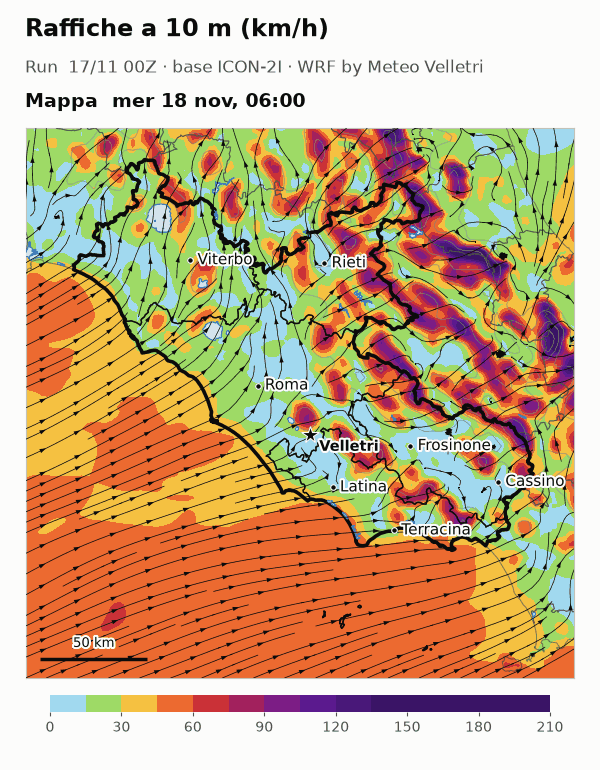 Raffiche a 10 m (km/h)
Run 17/11 00Z · base ICON-2I · WRF by Meteo Velletri
Mappa mer 18 nov, 06:00
Viterbo
Rieti
Roma
Velletri
Frosinone
Latina
Cassino
Terracina
50 km
0 30 60 90 120 150 180 210